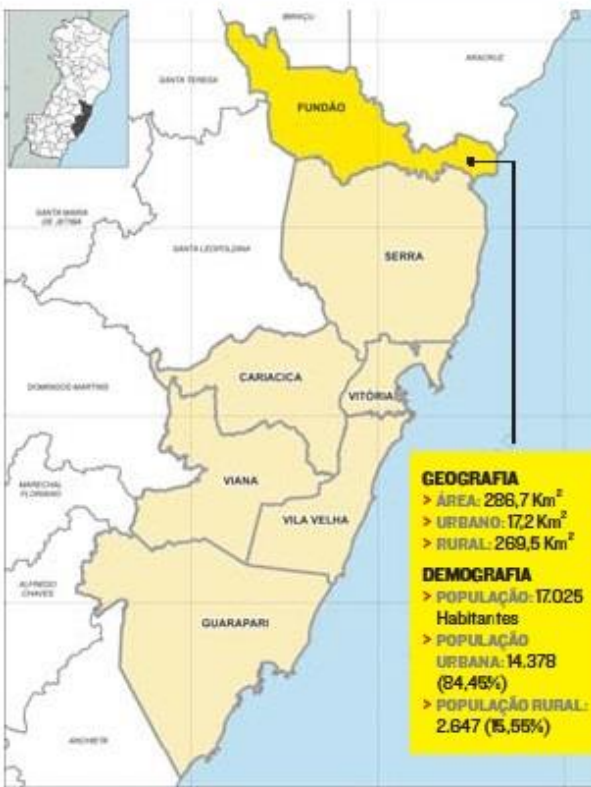 IBIRAÇU
ARACRUZ
SANTA TERESA
FUNDÃO
SANTA MARIA
DE JETIBÁ
SANTA LEOPOLDINA
SERRA
CARIACICA
DOMINGOS MARTINS
VITÓRIA
MARECHAL
FLORIANO
VIANA
VILA VELHA
ALFREDO
CHAVES
GUARAPARI
ANCHIETA
GEOGRAFIA
> ÁREA: 286,7 Km²
> URBANO: 17,2 Km²
> RURAL: 269,5 Km²
DEMOGRAFIA
> POPULAÇÃO: 17.025
Habitantes
> POPULAÇÃO
URBANA: 14.378
(84,45%)
> POPULAÇÃO RURAL:
2.647 (15,55%)